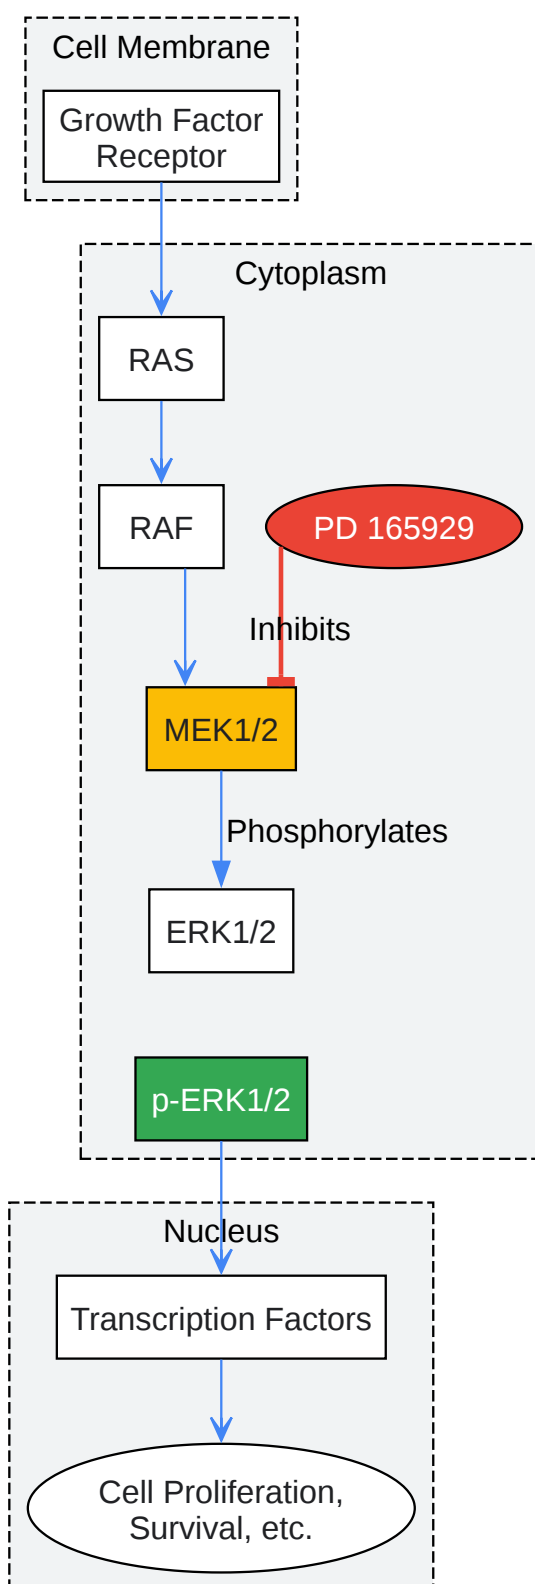 Cell Membrane
Growth Factor
Receptor
Cytoplasm
RAS
RAF
PD 165929
Inhibits
MEK1/2
Phosphorylates
ERK1/2
p-ERK1/2
Nucleus
Transcription Factors
Cell Proliferation,
Survival, etc.